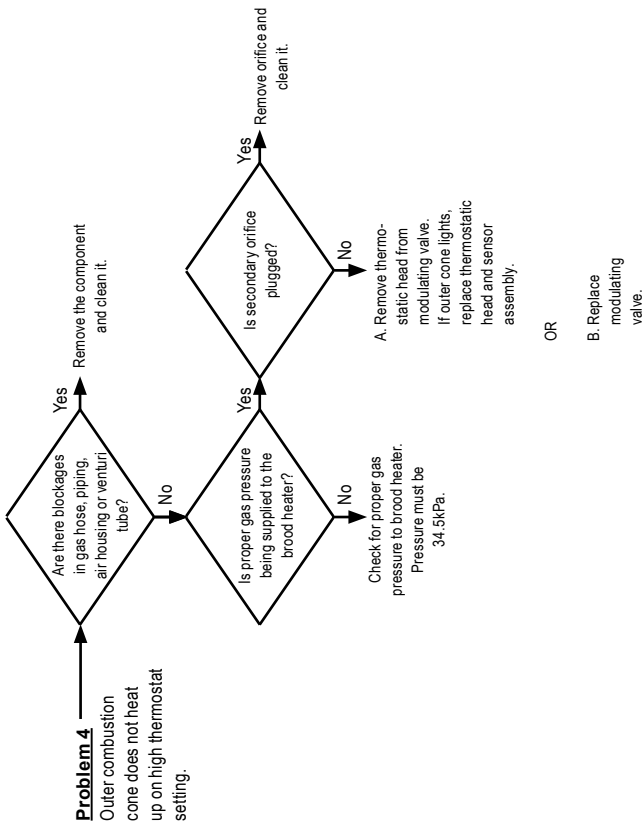 Problem 4
Outer combustion
cone does not heat
up on high thermostat
setting.
Are there blockages
in gas hose, piping,
air housing or venturi
tube?
Yes
Remove the component
and clean it.
No
Is proper gas pressure
being supplied to the
brood heater?
No
Check for proper gas
pressure to brood heater.
Pressure must be
34.5kPa.
Yes
Is secondary orifice
plugged?
Yes
Remove orifice and
clean it.
No
A. Remove thermo-
static head from
modulating valve.
If outer cone lights,
replace thermostatic
head and sensor
assembly.
OR
B. Replace
modulating
valve.